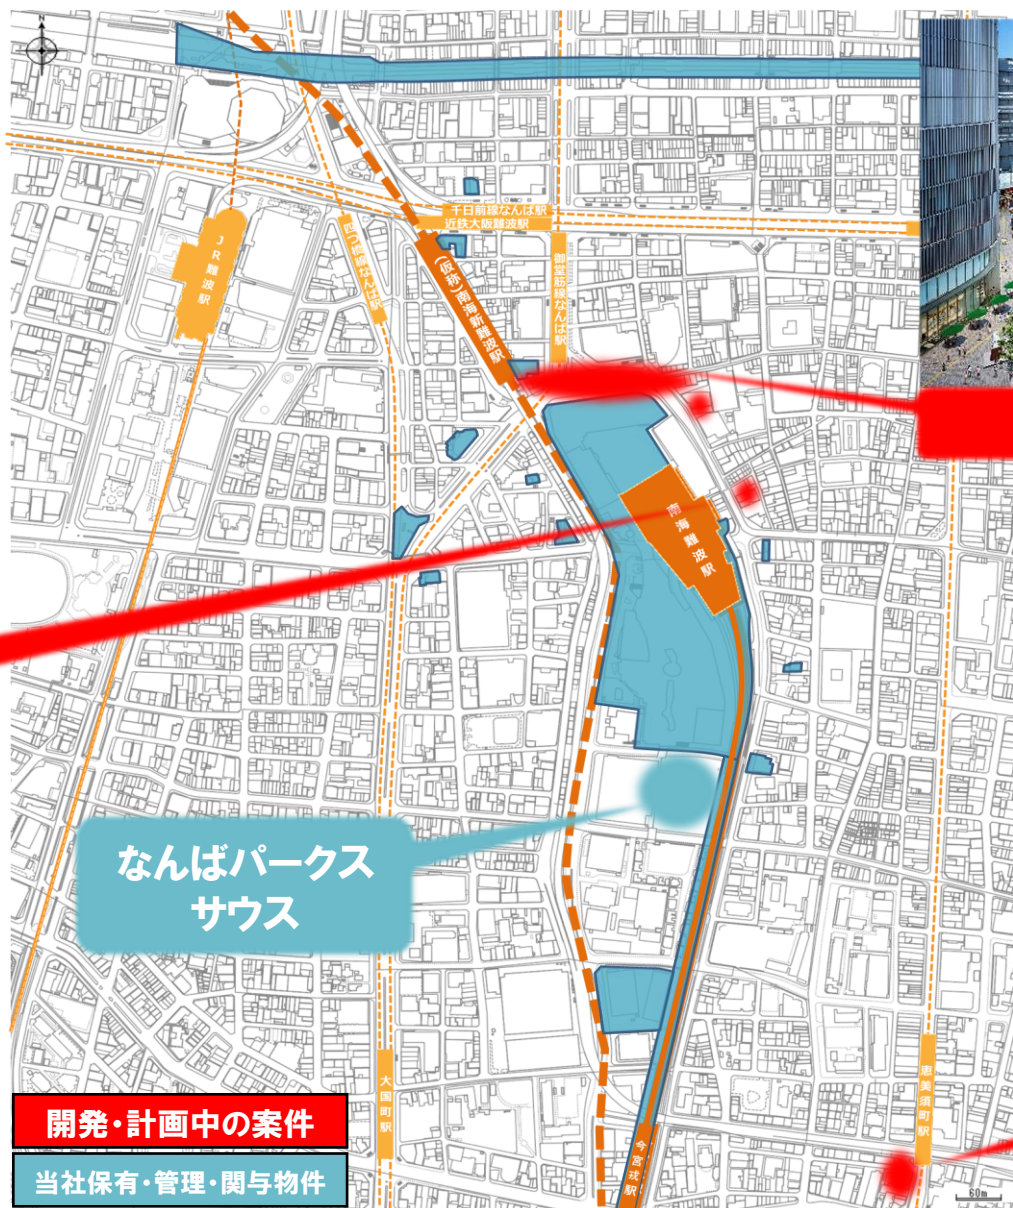 N
千日前線なんば駅
近鉄大阪難波駅
JR難波駅
四つ橋線なんば駅
(仮称)南海新難波駅
御堂筋線なんば駅
南海難波駅
なんばパークス
サウス
大国町駅
恵美須町駅
今宮戎駅
開発・計画中の案件
当社保有・管理・関与物件
60m